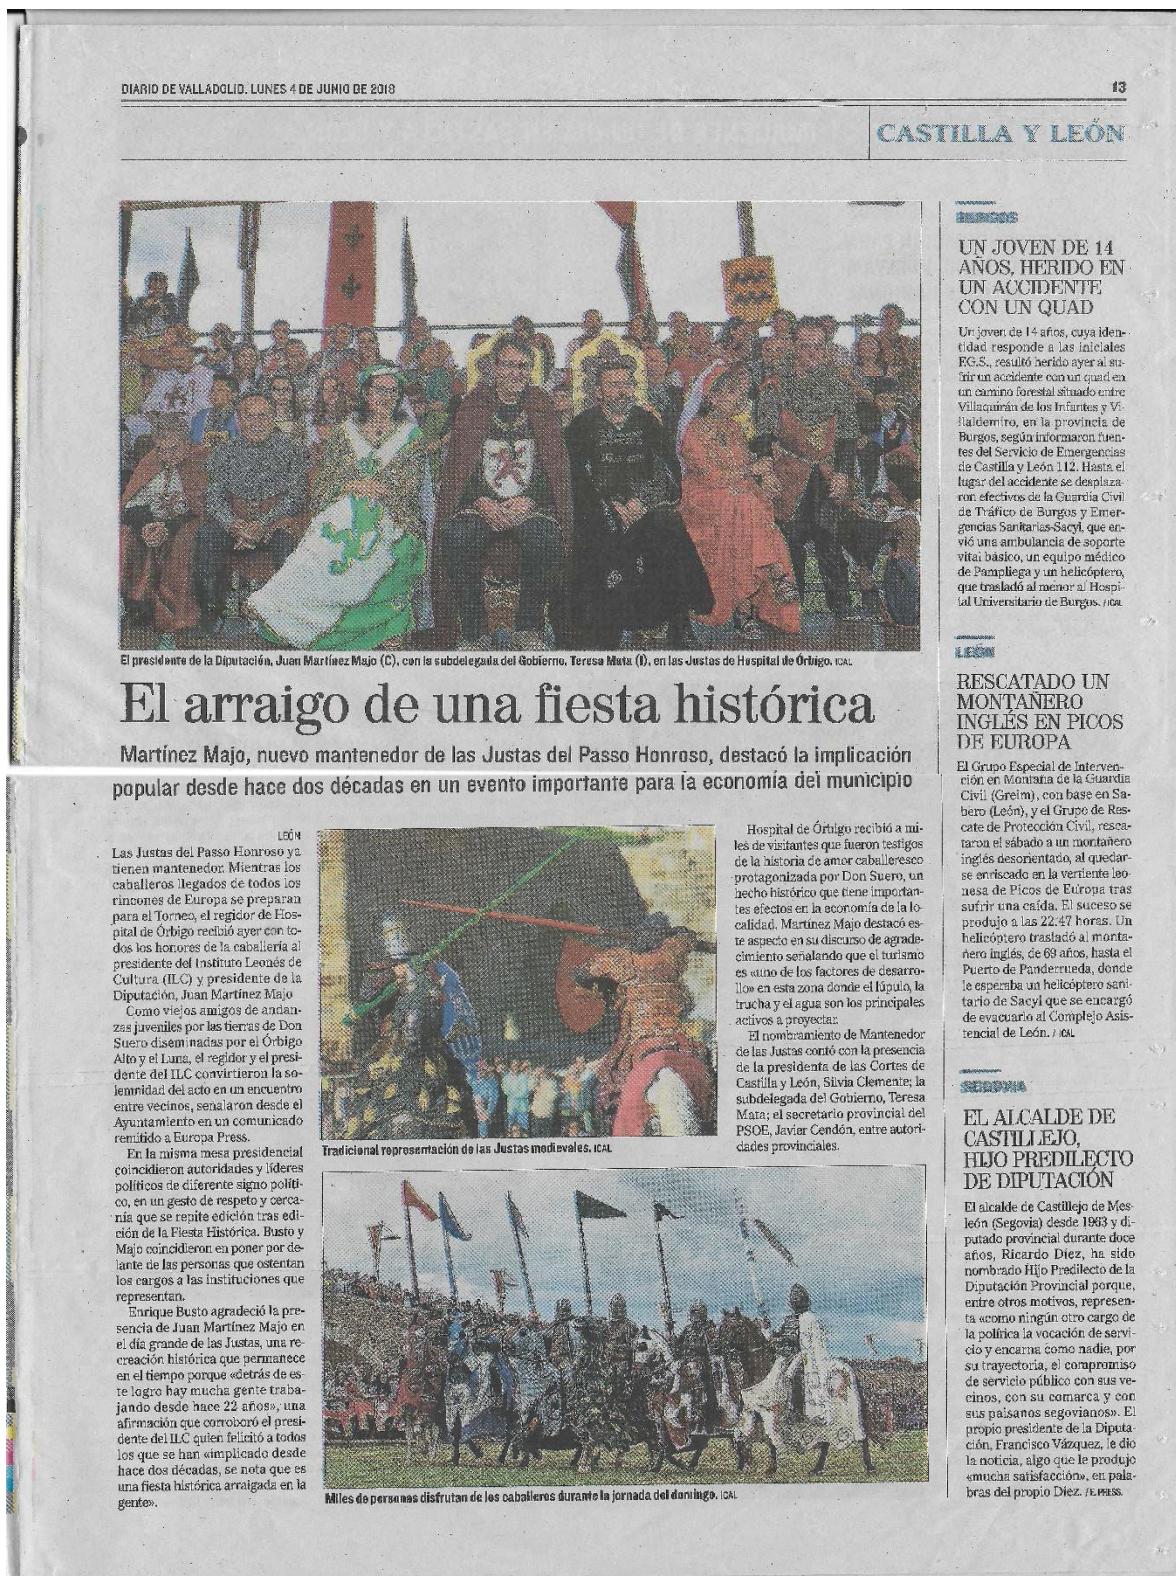 DIARIO DE VALLADOLID. LUNES 4 DE JUNIO DE 2018
13
CASTILLA Y LEÓN
El presidente de la Diputación, Juan Martínez Majo (C), con la subdelegada del Gobierno, Teresa Mata (I), en las Justas de Hospital de Órbigo. ICAL
El arraigo de una fiesta histórica
Martínez Majo, nuevo mantenedor de las Justas del Passo Honroso, destacó la implicación
popular desde hace dos décadas en un evento importante para la economía del municipio
LEÓN
Las Justas del Passo Honroso ya
tienen mantenedor. Mientras los
caballeros llegados de todos los
rincones de Europa se preparan
para el Torneo, el regidor de Hos-
pital de Órbigo recibió ayer con to-
dos los honores de la caballería al
presidente del Instituto Leonés de
Cultura (ILC) y presidente de la
Diputación, Juan Martínez Majo
Como viejos amigos de andan-
zas juveniles por las tierras de Don
Suero diseminadas por el Órbigo
Alto y el Luna, el regidor y el presi-
dente del ILC convirtieron la so-
lemnidad del acto en un encuentro
entre vecinos, señalaron desde el
Ayuntamiento en un comunicado
remitido a Europa Press.
En la misma mesa presidencial
coincidieron autoridades y líderes
políticos de diferente signo políti-
co, en un gesto de respeto y cerca-
nía que se repite edición tras edi-
ción de la Fiesta Histórica. Busto y
Majo coincidieron en poner por de-
lante de las personas que ostentan
los cargos a las instituciones que
representan.
Enrique Busto agradeció la pre-
sencia de Juan Martínez Majo en
el día grande de las Justas, una re-
creación histórica que permanece
en el tiempo porque «detrás de es-
te logro hay mucha gente traba-
jando desde hace 22 años», una
afirmación que corroboró el presi-
dente del ILC quien felicitó a todos
los que se han «implicado desde
hace dos décadas, se nota que es
una fiesta histórica arraigada en la
gente».
Tradicional representación de las Justas medievales. ICAL
Hospital de Órbigo recibió a mi-
les de visitantes que fueron testigos
de la historia de amor caballeresco
protagonizada por Don Suero, un
hecho histórico que tiene importan-
tes efectos en la economía de la lo-
calidad. Martínez Majo destacó es-
te aspecto en su discurso de agrade-
cimiento señalando que el turismo
es «uno de los factores de desarro-
llo» en esta zona donde el lúpulo, la
trucha y el agua son los principales
activos a proyectar.
El nombramiento de Mantenedor
de las Justas contó con la presencia
de la presidenta de las Cortes de
Castilla y León, Silvia Clemente; la
subdelegada del Gobierno, Teresa
Mata; el secretario provincial del
PSOE, Javier Cendón, entre autori-
dades provinciales.
Miles de personas disfrutan de los caballeros durante la jornada del domingo. ICAL
BURGOS
UN JOVEN DE 14
AÑOS, HERIDO EN
UN ACCIDENTE
CON UN QUAD
Un joven de 14 años, cuya iden-
tidad responde a las iniciales
F.G.S., resultó herido ayer al su-
frir un accidente con un quad en
un camino forestal situado entre
Villaquirán de los Infantes y Vi-
llaldemiro, en la provincia de
Burgos, según informaron fuen-
tes del Servicio de Emergencias
de Castilla y León 112. Hasta el
lugar del accidente se desplaza-
ron efectivos de la Guardia Civil
de Tráfico de Burgos y Emer-
gencias Sanitarias-Sacyl, que en-
vió una ambulancia de soporte
vital básico, un equipo médico
de Pampliega y un helicóptero,
que trasladó al menor al Hospi-
tal Universitario de Burgos. / ICAL
LEÓN
RESCATADO UN
MONTAÑERO
INGLÉS EN PICOS
DE EUROPA
El Grupo Especial de Interven-
ción en Montaña de la Guardia
Civil (Greim), con base en Sa-
bero (León), y el Grupo de Res-
cate de Protección Civil, resca-
taron el sábado a un montañero
inglés desorientado, al quedar-
se enriscado en la vertiente leo-
nesa de Picos de Europa tras
sufrir una caída. El suceso se
produjo a las 22.47 horas. Un
helicóptero trasladó al monta-
ñero inglés, de 69 años, hasta el
Puerto de Panderrueda, donde
le esperaba un helicóptero sani-
tario de Sacyl que se encargó
de evacuarlo al Complejo Asis-
tencial de León. / ICAL
SEGOVIA
EL ALCALDE DE
CASTILLEJO,
HIJO PREDILECTO
DE DIPUTACIÓN
El alcalde de Castillejo de Mes-
león (Segovia) desde 1983 y di-
putado provincial durante doce
años, Ricardo Díez, ha sido
nombrado Hijo Predilecto de la
Diputación Provincial porque,
entre otros motivos, represen-
ta «como ningún otro cargo de
la política la vocación de servi-
cio y encarna como nadie, por
su trayectoria, el compromiso
de servicio público con sus ve-
cinos, con su comarca y con
sus paisanos segovianos». El
propio presidente de la Diputa-
ción, Francisco Vázquez, le dio
la noticia, algo que le produjo
«mucha satisfacción», en pala-
bras del propio Díez. / E. PRESS.